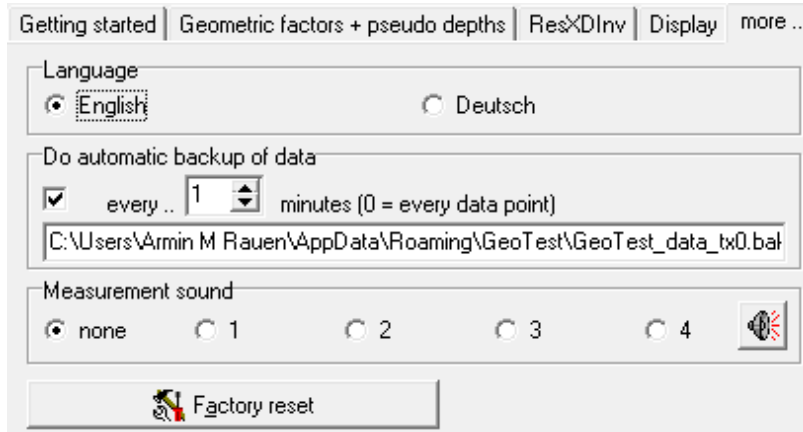 Getting started Geometric factors + pseudo depths ResXDInv Display more ..
Language
English Deutsch
Do automatic backup of data
every .. 1 minutes (0 = every data point)
C:\Users\Armin M Rauen\AppData\Roaming\GeoTest\GeoTest_data_tx0.bak
Measurement sound
none 1 2 3 4
Factory reset